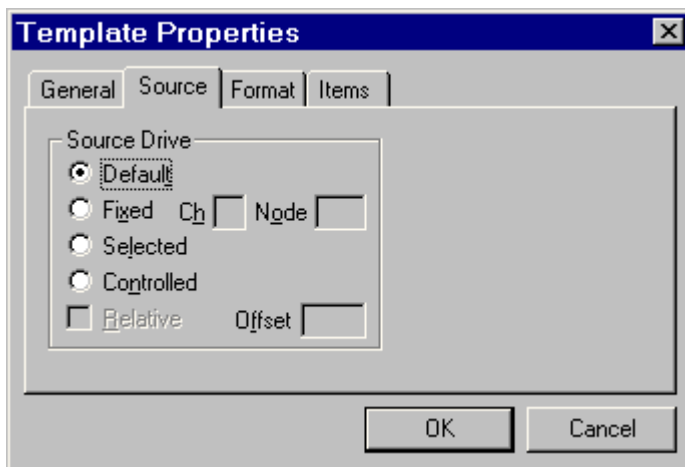 Template Properties
General Source Format Items
Source Drive
Default
Fixed Ch Node
Selected
Controlled
Relative Offset
OK Cancel